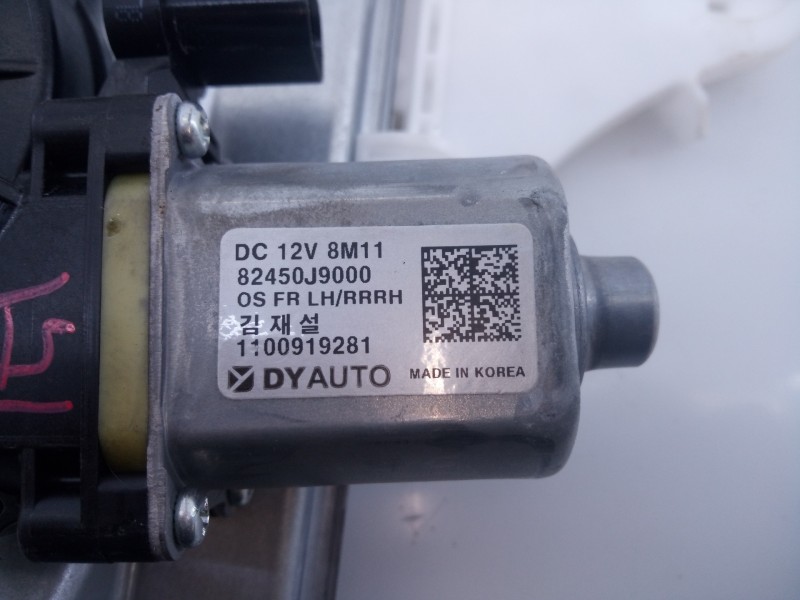 DC 12V 8M11
82450J9000
OS FR LH/RRRH
김재설
1100919281
DYAUTO MADE IN KOREA